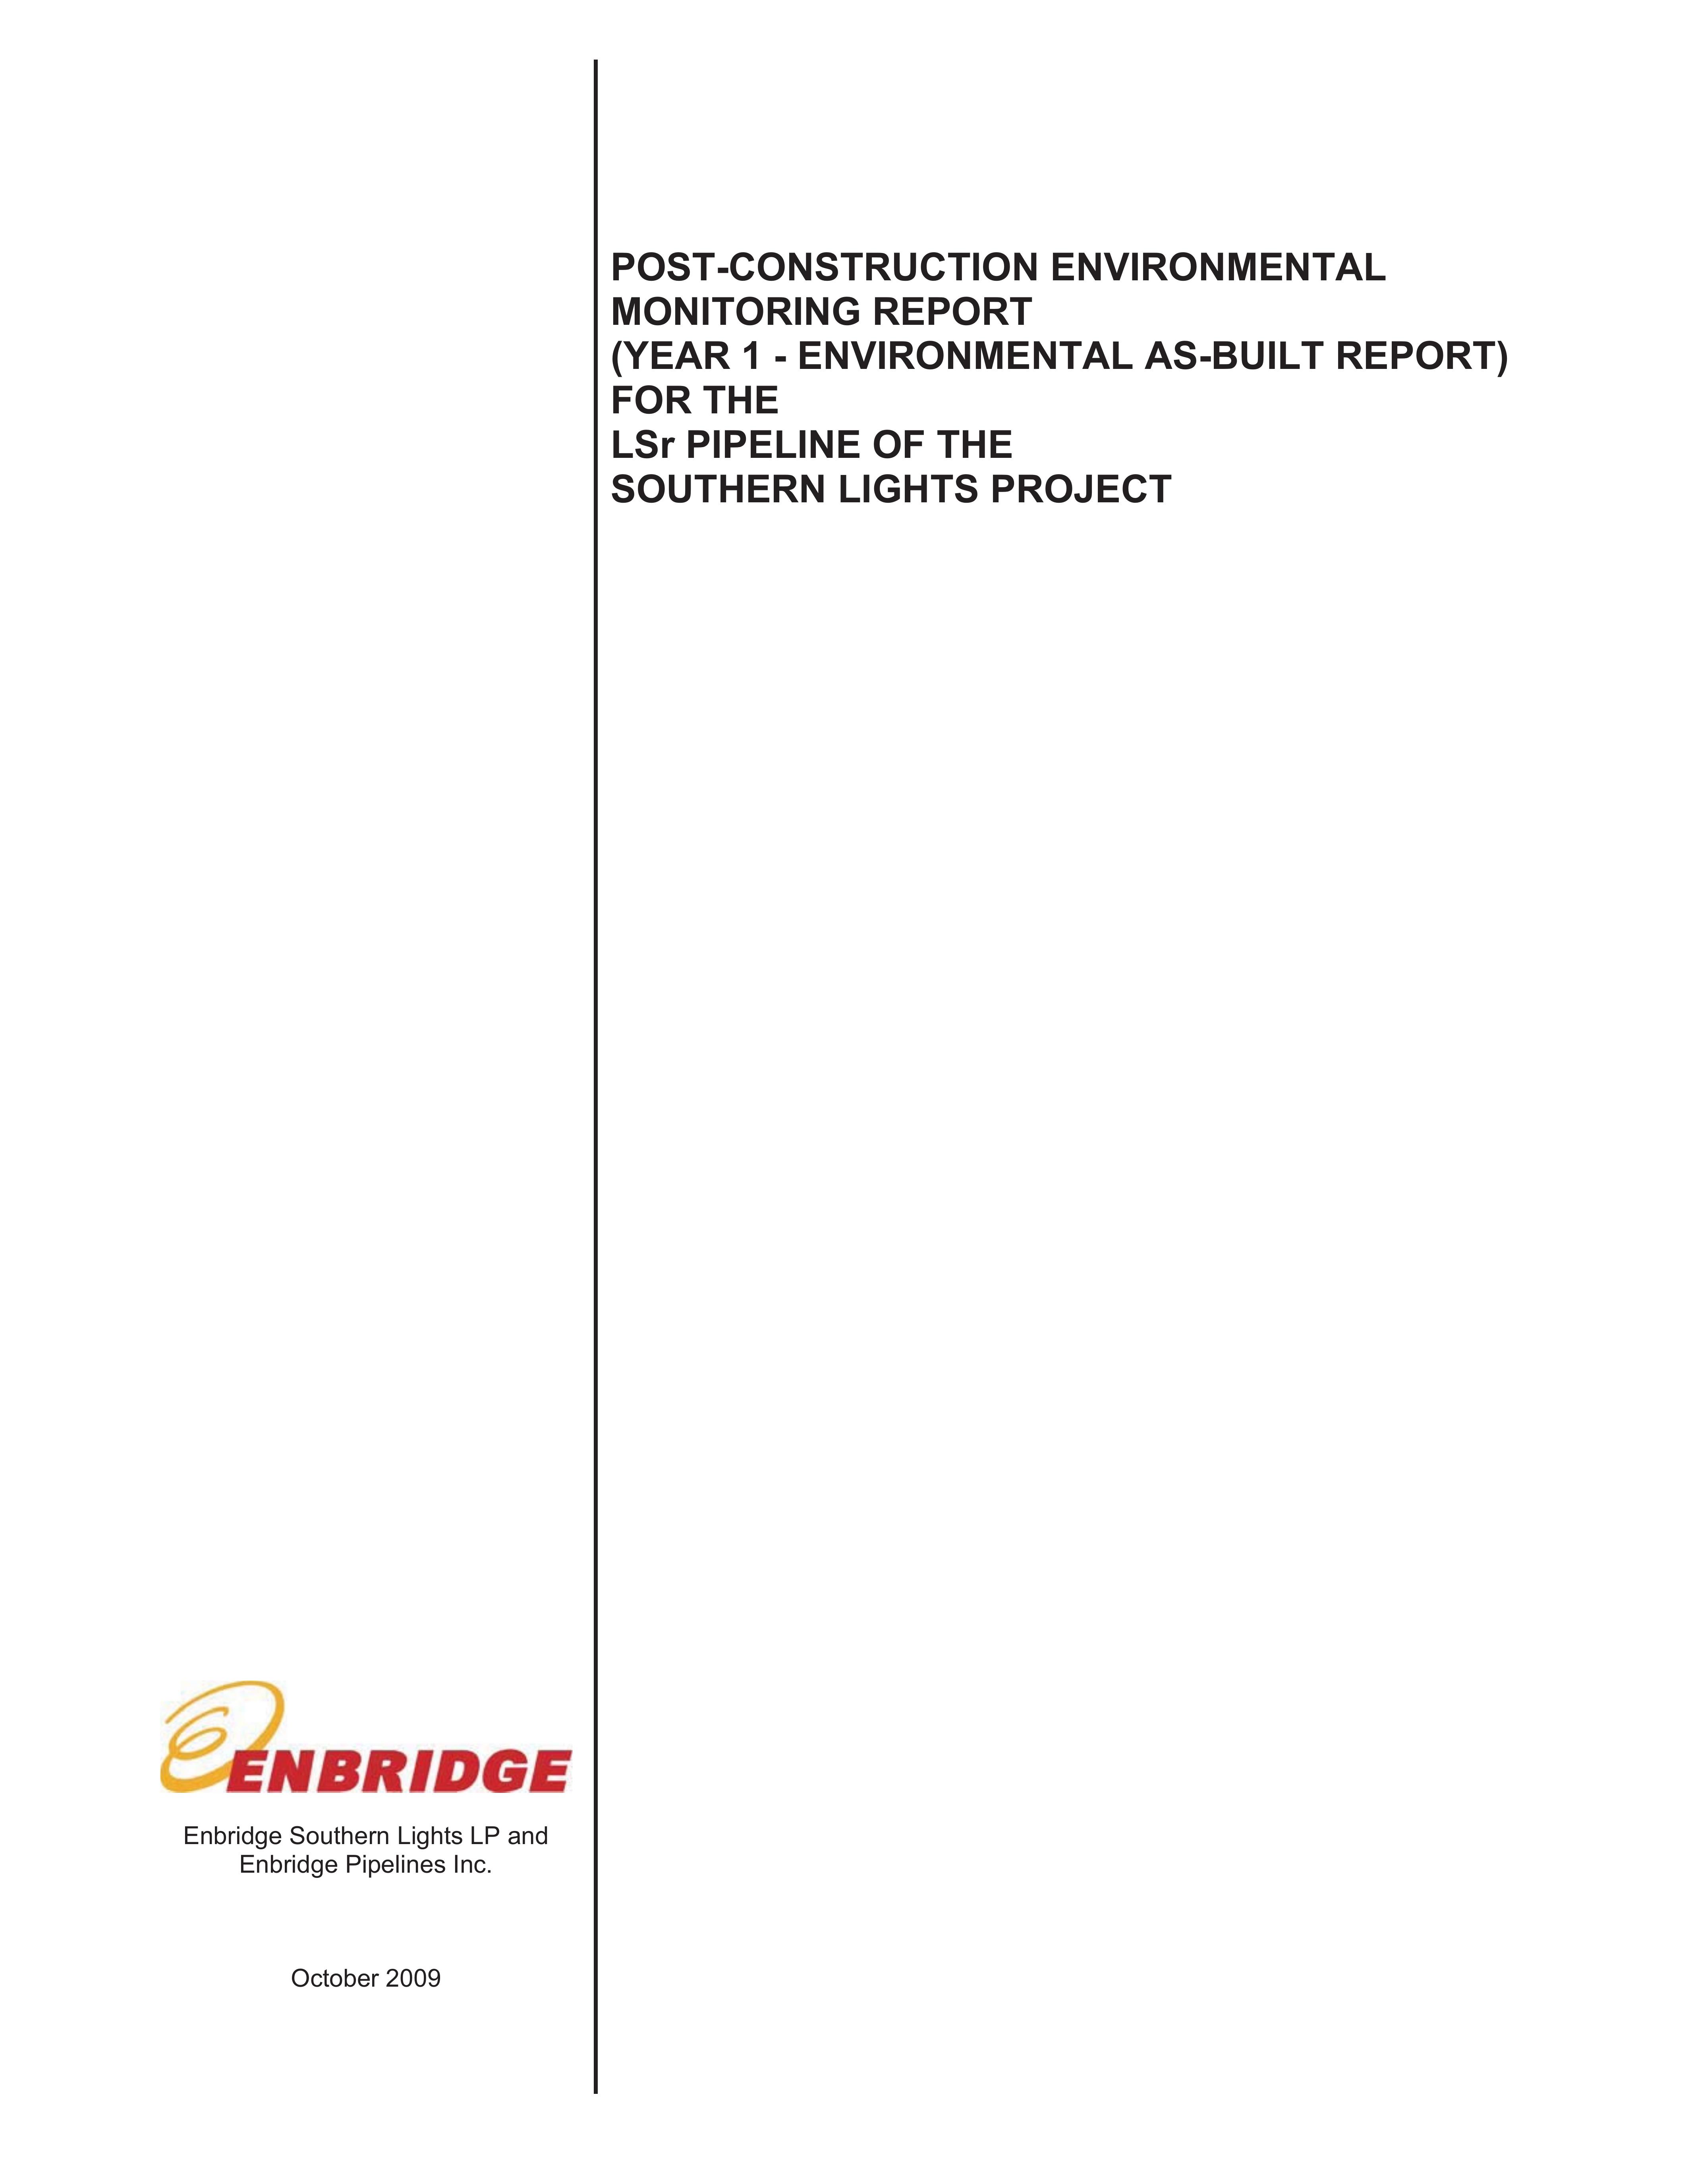 POST-CONSTRUCTION ENVIRONMENTAL
MONITORING REPORT
(YEAR 1 - ENVIRONMENTAL AS-BUILT REPORT)
FOR THE
LSr PIPELINE OF THE
SOUTHERN LIGHTS PROJECT
ENBRIDGE
Enbridge Southern Lights LP and
Enbridge Pipelines Inc.
October 2009